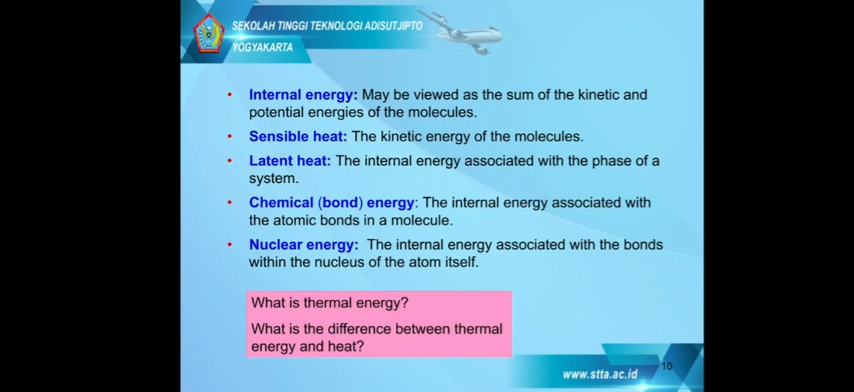 SEKOLAH TINGGI TEKNOLOGI ADISUTJIPTO
YOGYAKARTA
• Internal energy: May be viewed as the sum of the kinetic and
potential energies of the molecules.
• Sensible heat: The kinetic energy of the molecules.
• Latent heat: The internal energy associated with the phase of a
system.
• Chemical (bond) energy: The internal energy associated with
the atomic bonds in a molecule.
• Nuclear energy: The internal energy associated with the bonds
within the nucleus of the atom itself.
What is thermal energy?
What is the difference between thermal
energy and heat?
10
www.stta.ac.id